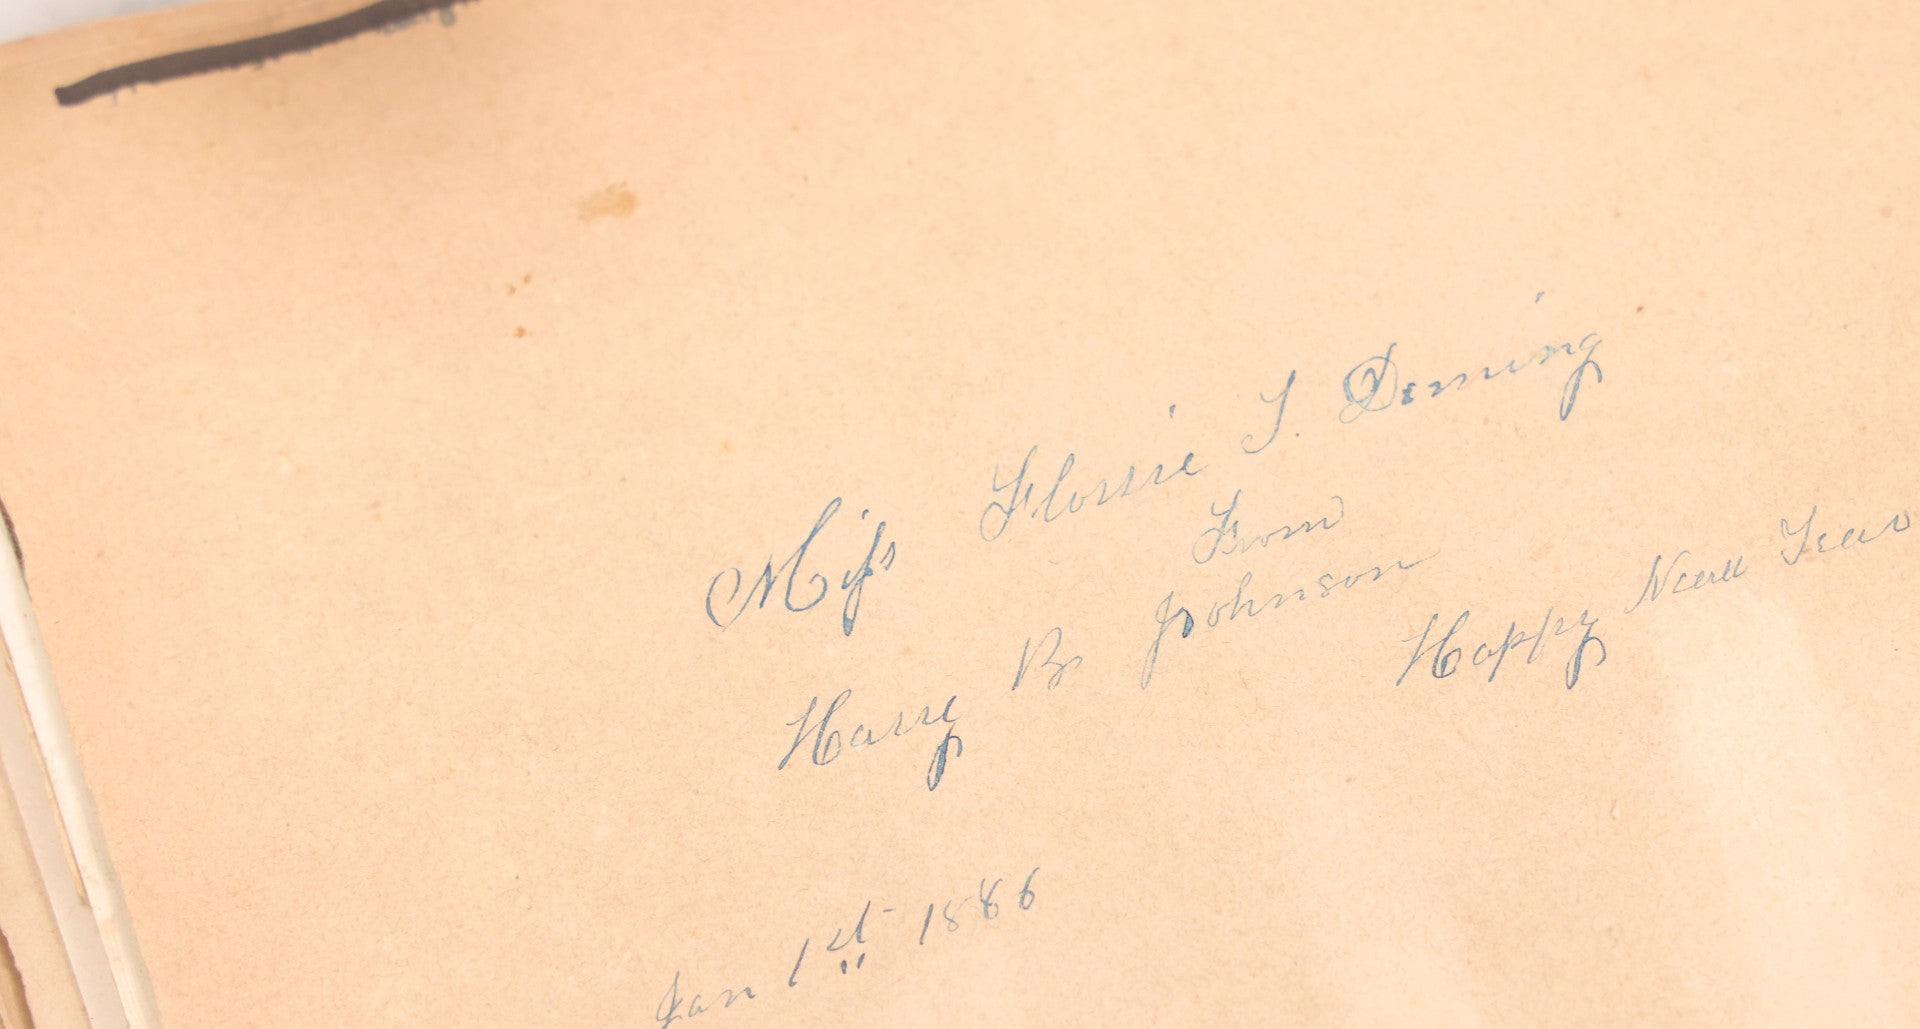 Miss Flossie I. Deming
From
Harry B. Johnson
Happy New Year
Jan 1st 1886